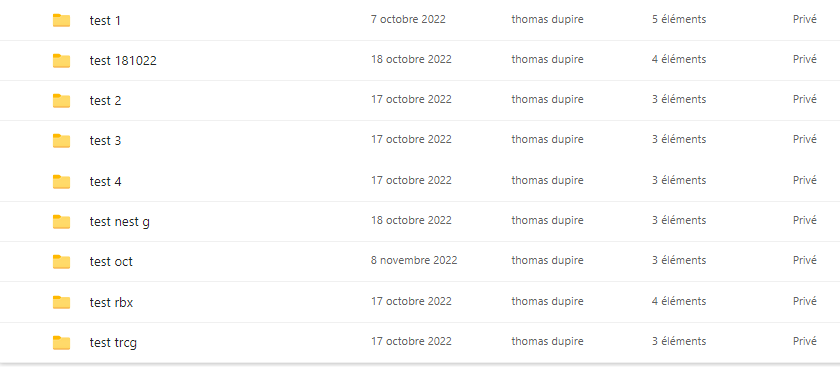 test 1 7 octobre 2022 thomas dupire 5 éléments Privé
test 181022 18 octobre 2022 thomas dupire 4 éléments Privé
test 2 17 octobre 2022 thomas dupire 3 éléments Privé
test 3 17 octobre 2022 thomas dupire 3 éléments Privé
test 4 17 octobre 2022 thomas dupire 3 éléments Privé
test nest g 18 octobre 2022 thomas dupire 3 éléments Privé
test oct 8 novembre 2022 thomas dupire 3 éléments Privé
test rbx 17 octobre 2022 thomas dupire 4 éléments Privé
test trcg 17 octobre 2022 thomas dupire 3 éléments Privé